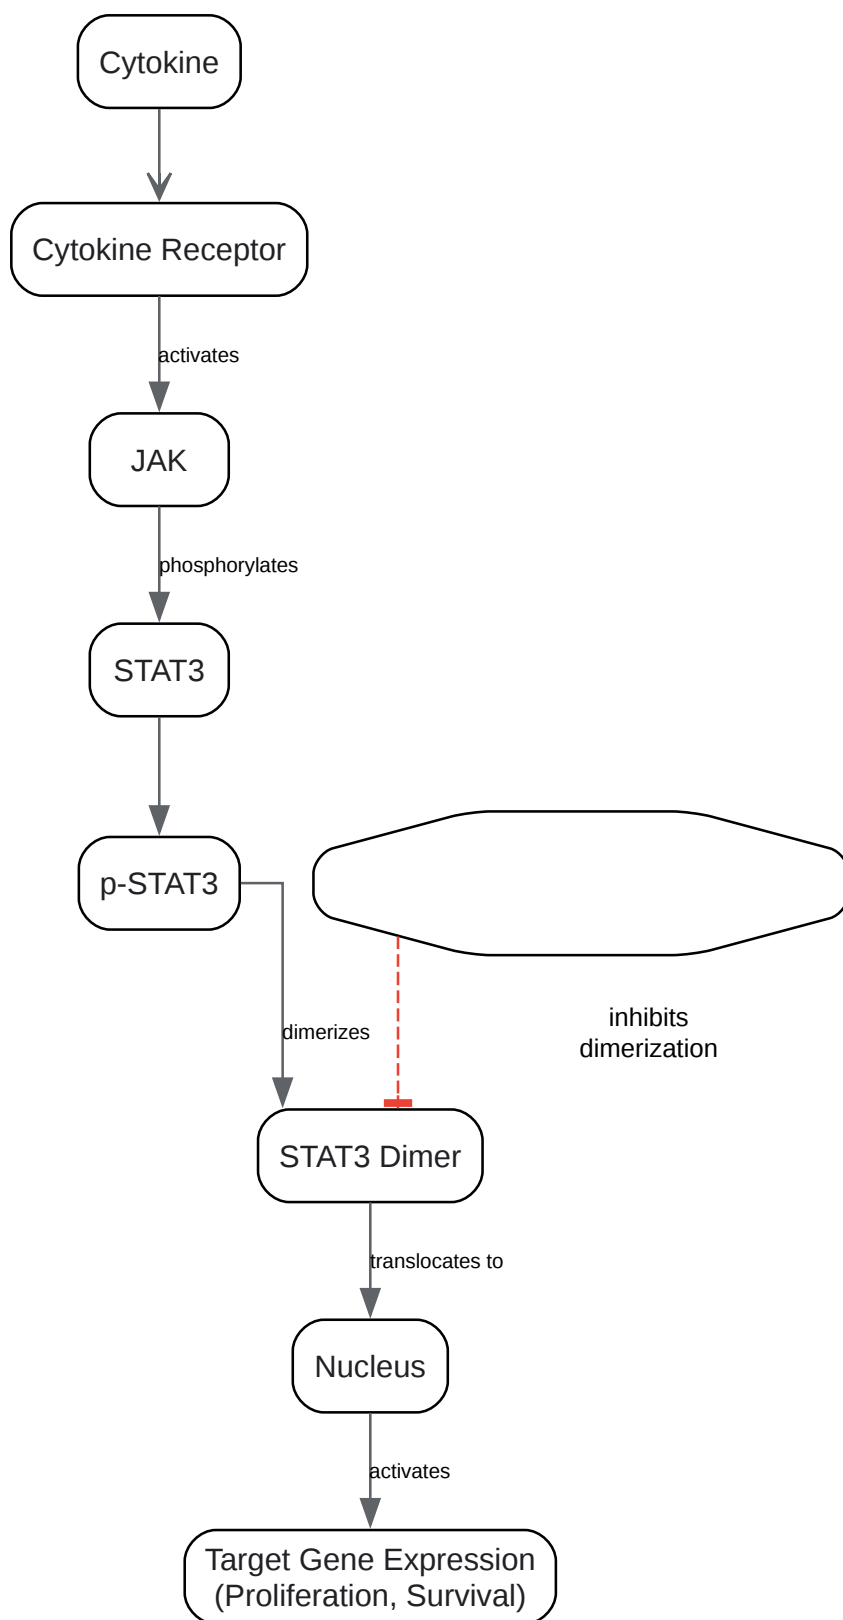 Cytokine
Cytokine Receptor
activates
JAK
phosphorylates
STAT3
p-STAT3
inhibits
dimerization
dimerizes
STAT3 Dimer
translocates to
Nucleus
activates
Target Gene Expression
(Proliferation, Survival)